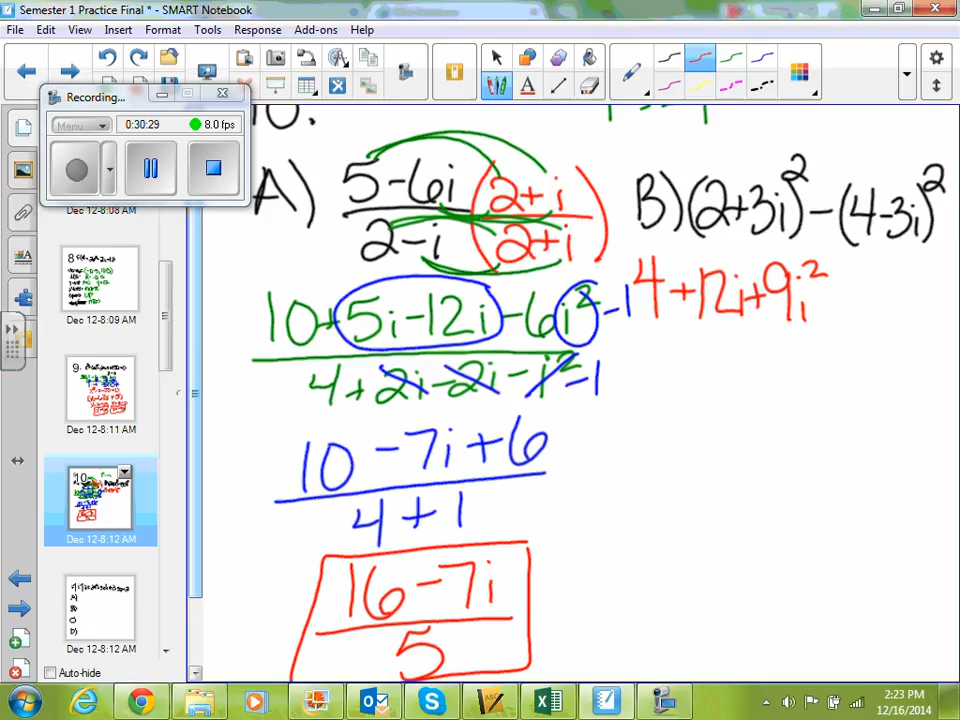 Semester 1 Practice Final * - SMART Notebook
File Edit View Insert Format Tools Response Add-ons Help
Recording...
Menu 0:30:29 8.0 fps
Dec 12-8:08 AM
8
Dec 12-8:09 AM
9.
Dec 12-8:11 AM
10
Dec 12-8:12 AM
A)
B)
C)
D)
Dec 12-8:12 AM
Auto-hide
10.
A) 5-6i (2+i)
2-i (2+i)
10+5i-12i-6i² -1
4+2i-2i-i² -1
10-7i+6
4+1
16-7i
5
B) (2+3i)² - (4-3i)²
4+12i+9i²
2:23 PM
12/16/2014